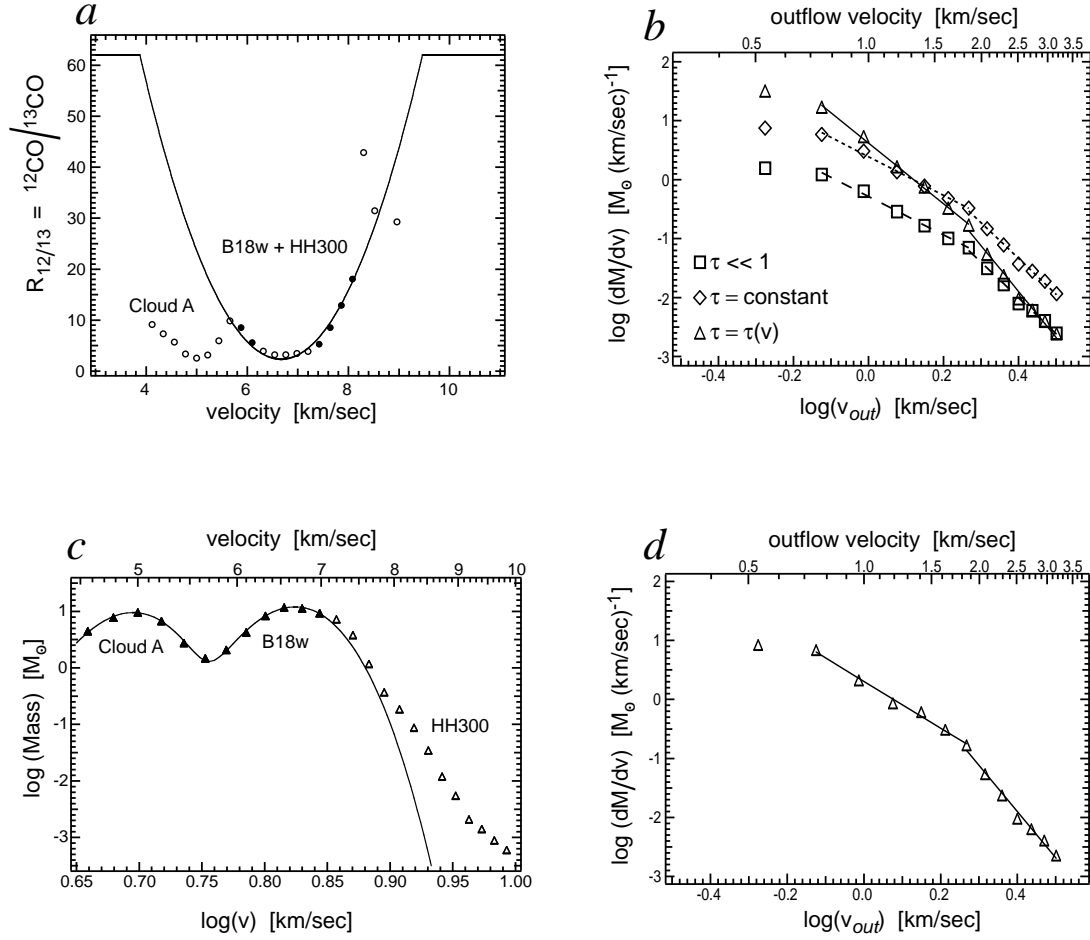 a
60
50
40
30
20
10
0
R12/13 = 12CO/13CO
B18w + HH300
Cloud A
4 6 8 10
velocity [km/sec]
b
outflow velocity [km/sec]
0.5 1.0 1.5 2.0 2.5 3.0 3.5
2
1
0
-1
-2
-3
log (dM/dv) [M⊙ (km/sec)-1]
τ << 1
τ = constant
τ = τ(v)
-0.4 -0.2 0.0 0.2 0.4
log(vout) [km/sec]
c
velocity [km/sec]
5 6 7 8 9 10
1
0
-1
-2
-3
log (Mass) [M⊙]
Cloud A
B18w
HH300
0.65 0.70 0.75 0.80 0.85 0.90 0.95 1.00
log(v) [km/sec]
d
outflow velocity [km/sec]
0.5 1.0 1.5 2.0 2.5 3.0 3.5
2
1
0
-1
-2
-3
log (dM/dv) [M⊙ (km/sec)-1]
-0.4 -0.2 0.0 0.2 0.4
log(vout) [km/sec]